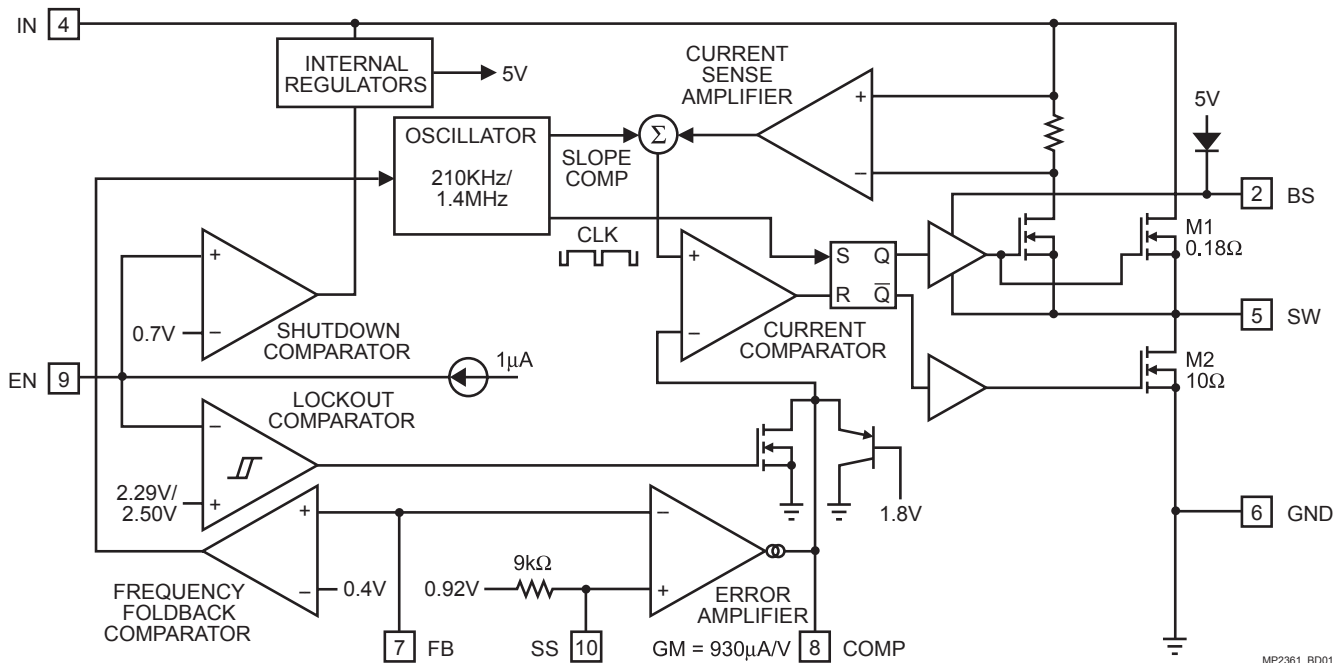 IN 4
INTERNAL
REGULATORS
5V
CURRENT
SENSE
AMPLIFIER
+
−
5V
OSCILLATOR
210KHz/
1.4MHz
Σ
SLOPE
COMP
CLK
2 BS
M1
0.18Ω
+
−
0.7V
SHUTDOWN
COMPARATOR
+
−
CURRENT
COMPARATOR
S Q
R Q̅
5 SW
M2
10Ω
EN 9
1µA
LOCKOUT
COMPARATOR
−
+
2.29V/
2.50V
1.8V
6 GND
+
−
0.4V
FREQUENCY
FOLDBACK
COMPARATOR
0.92V
9kΩ
−
+
ERROR
AMPLIFIER
7 FB
SS 10
GM = 930µA/V
8 COMP
MP2361_BD01